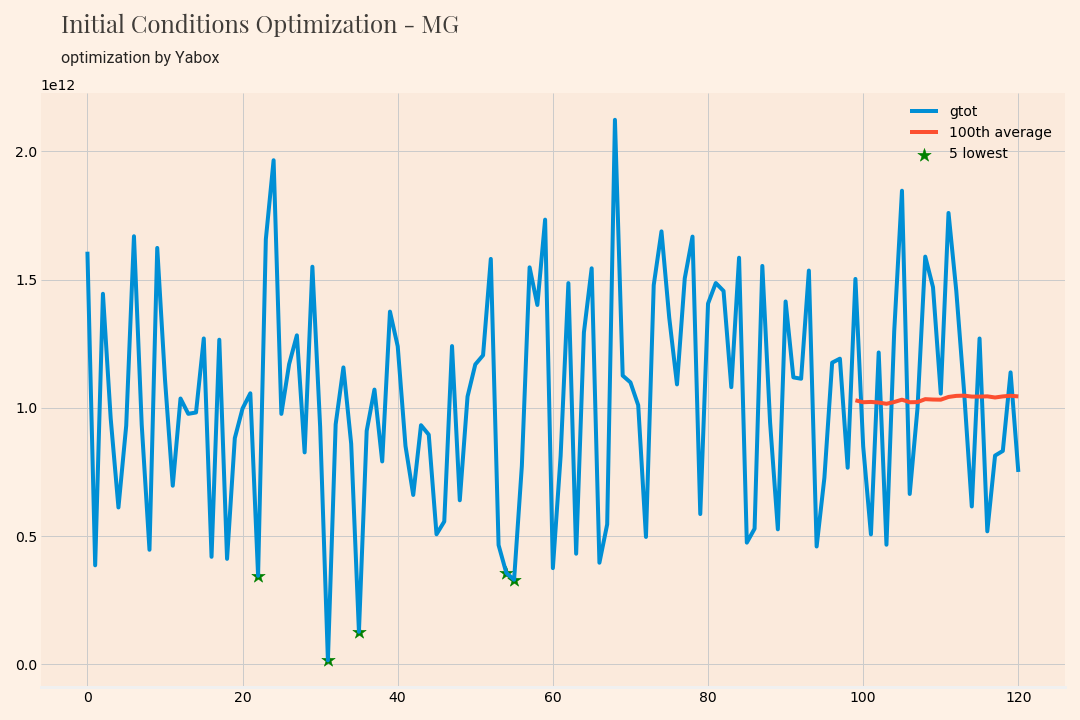 Initial Conditions Optimization - MG
optimization by Yabox
1e12
gtot
100th average
5 lowest
2.0
1.5
1.0
0.5
0.0
0 20 40 60 80 100 120